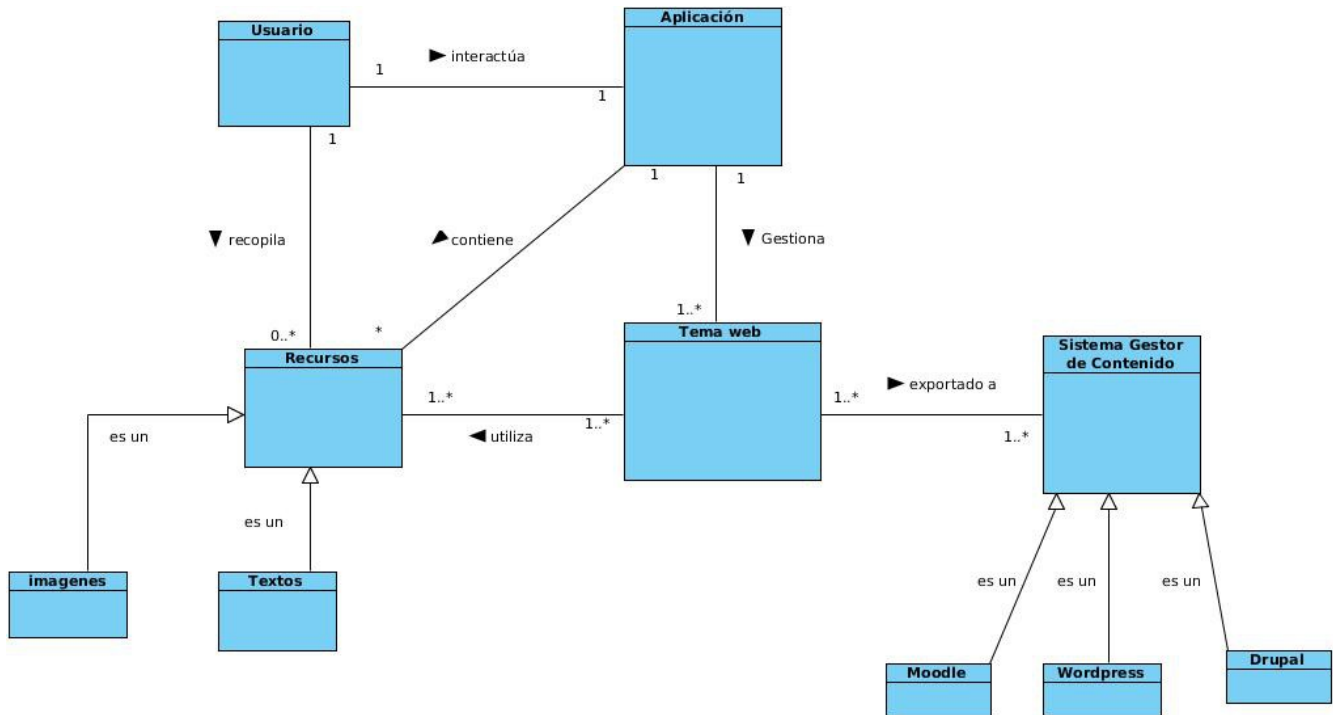 Usuario
Aplicación
interactúa
1
1
1
1
1
recopila
contiene
Gestiona
0..*
*
1..*
Recursos
Tema web
Sistema Gestor
de Contenido
exportado a
1..*
1..*
1..*
1..*
utiliza
es un
es un
imagenes
Textos
es un
es un
es un
Moodle
Wordpress
Drupal